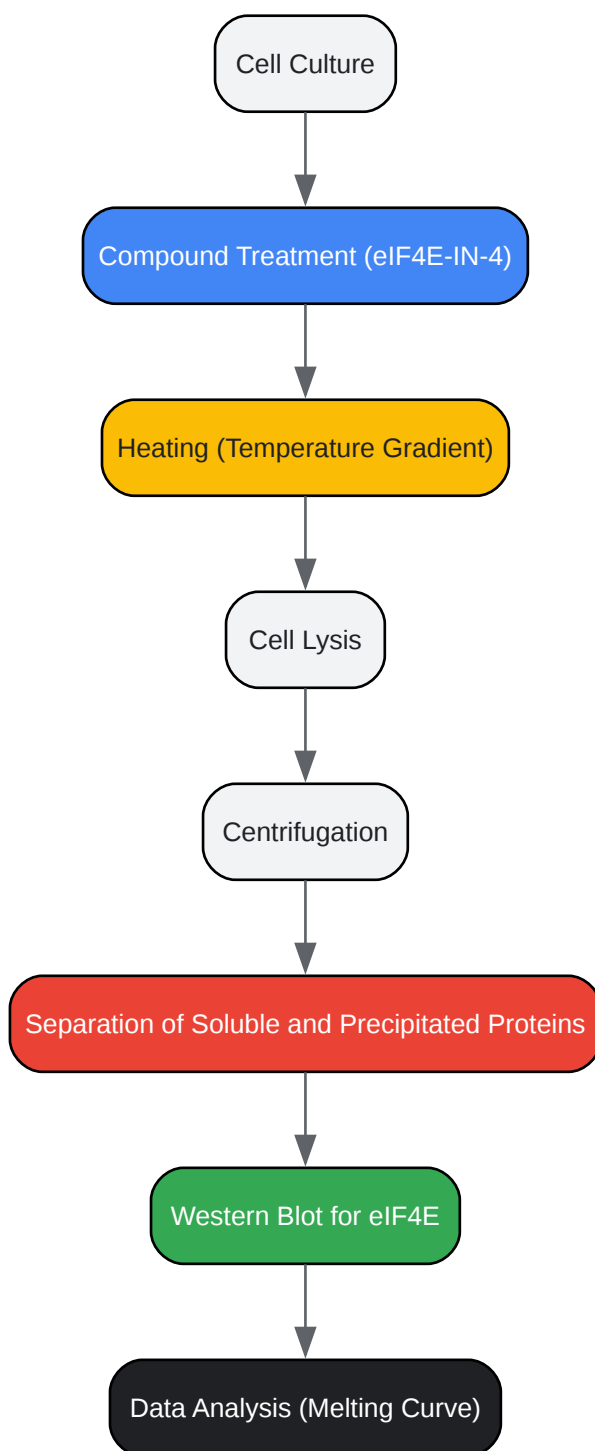 Cell Culture
Compound Treatment (eIF4E-IN-4)
Heating (Temperature Gradient)
Cell Lysis
Centrifugation
Separation of Soluble and Precipitated Proteins
Western Blot for eIF4E
Data Analysis (Melting Curve)